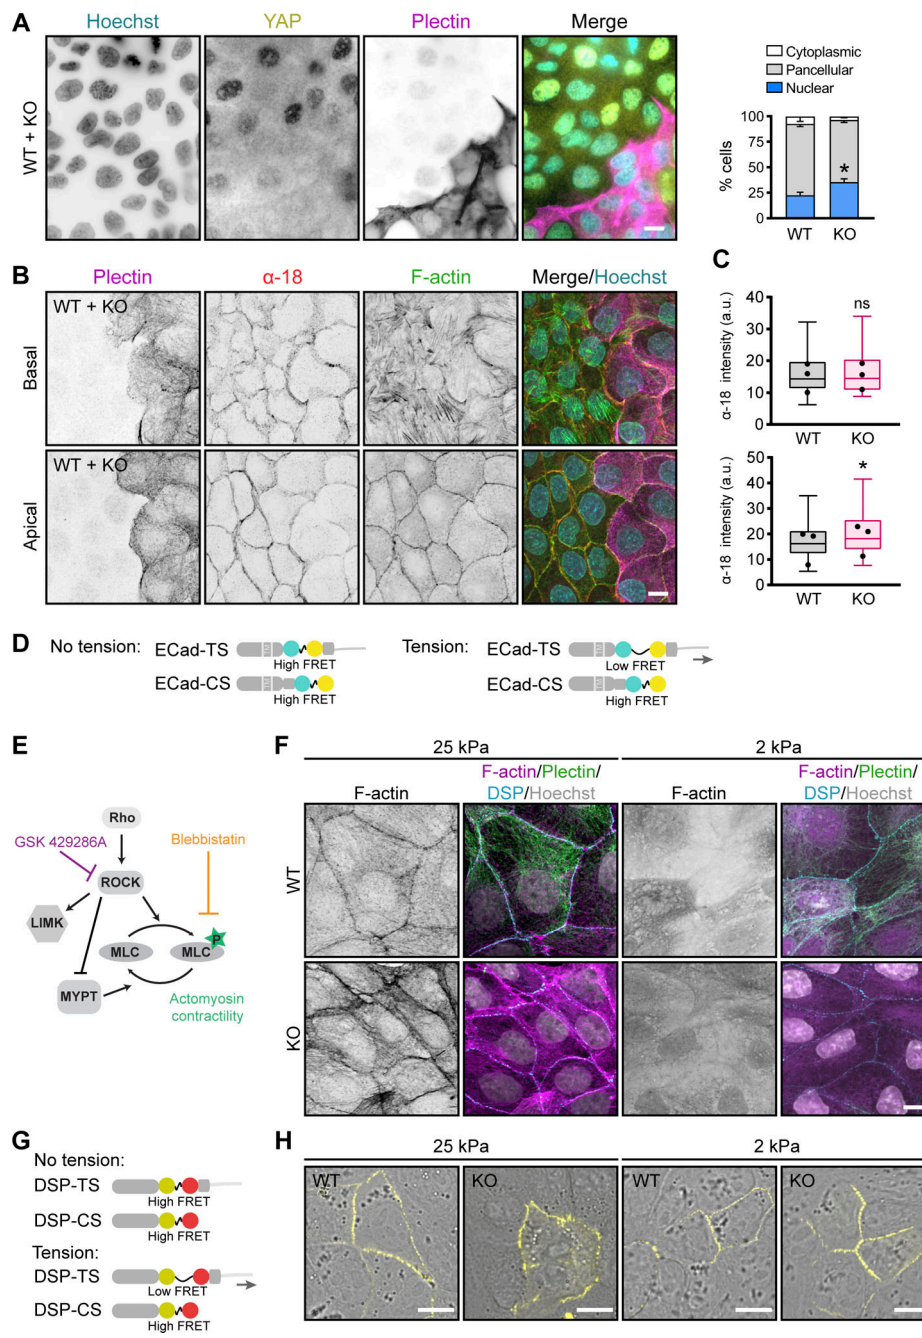 A
Hoechst
YAP
Plectin
Merge
WT + KO
Cytoplasmic
Pancellular
Nuclear
% cells
100
75
50
25
0
*
WT
KO
B
Plectin
α-18
F-actin
Merge/Hoechst
WT + KO
Basal
WT + KO
Apical
C
α-18 intensity (a.u.)
40
30
20
10
0
ns
WT
KO
α-18 intensity (a.u.)
50
40
30
20
10
0
*
WT
KO
D
No tension:
ECad-TS
TM
High FRET
ECad-CS
TM
High FRET
Tension:
ECad-TS
TM
Low FRET
ECad-CS
TM
High FRET
E
Rho
GSK 429286A
Blebbistatin
ROCK
LIMK
P
MLC
MLC
MYPT
Actomyosin
contractility
F
25 kPa
2 kPa
F-actin
F-actin/Plectin/
DSP/Hoechst
F-actin
F-actin/Plectin/
DSP/Hoechst
WT
KO
G
No tension:
DSP-TS
High FRET
DSP-CS
High FRET
Tension:
DSP-TS
Low FRET
DSP-CS
High FRET
H
25 kPa
2 kPa
WT
KO
WT
KO